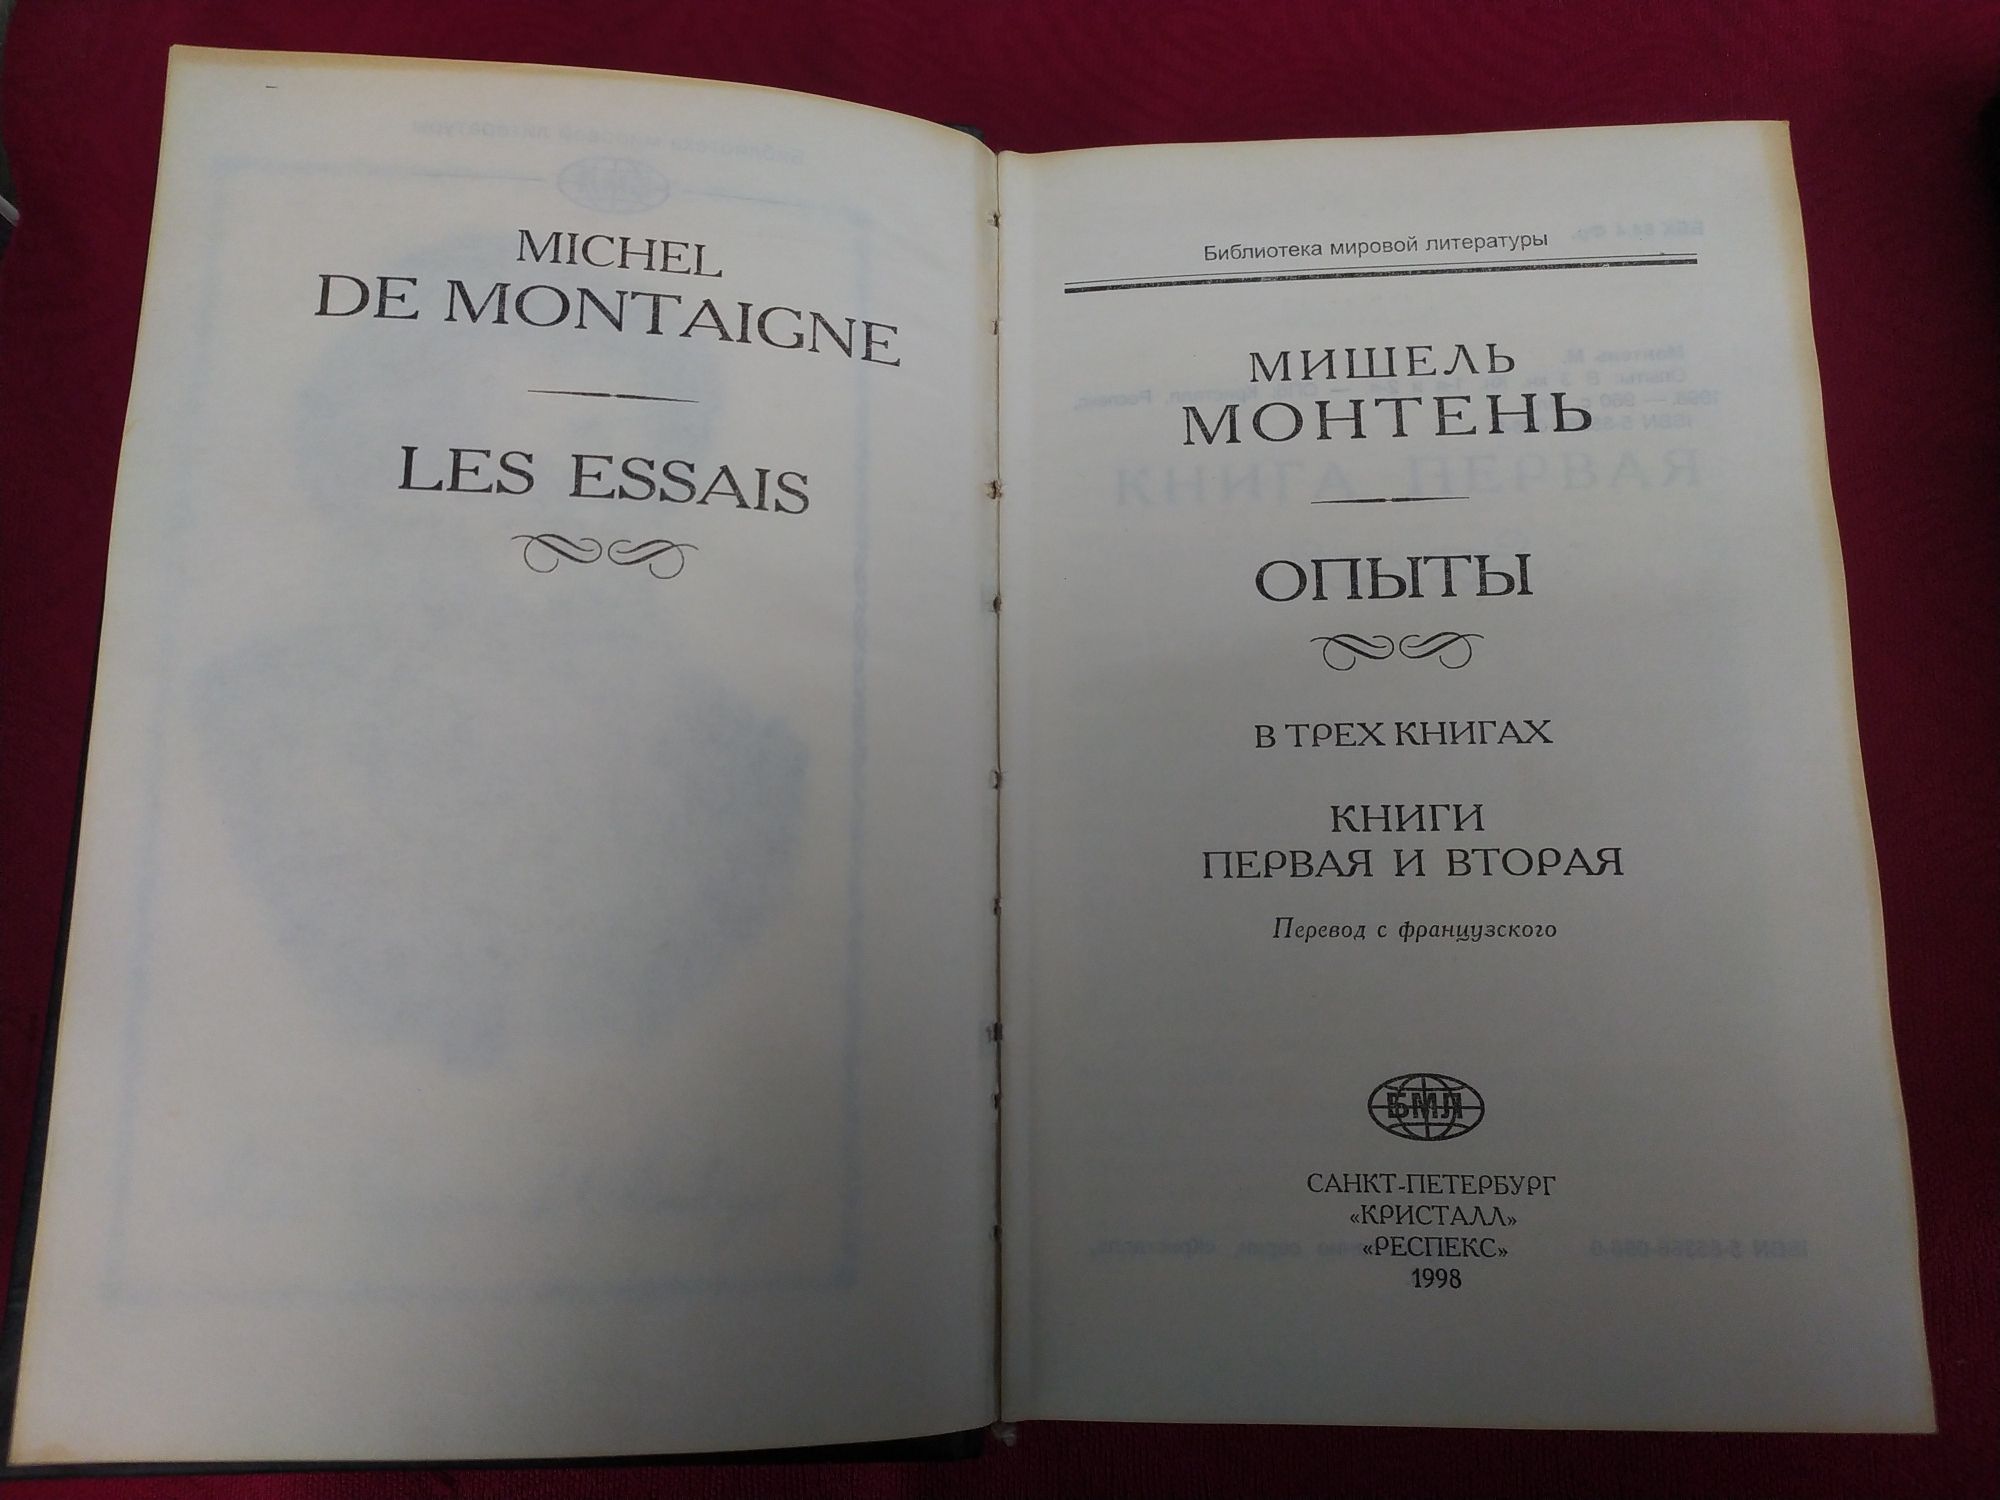 MICHEL
DE MONTAIGNE
LES ESSAIS
Библиотека мировой литературы
МИШЕЛЬ
МОНТЕНЬ
ОПЫТЫ
В ТРЕХ КНИГАХ
КНИГИ
ПЕРВАЯ И ВТОРАЯ
Перевод с французского
БМЛ
САНКТ-ПЕТЕРБУРГ
«КРИСТАЛЛ»
«РЕСПЕКС»
1998